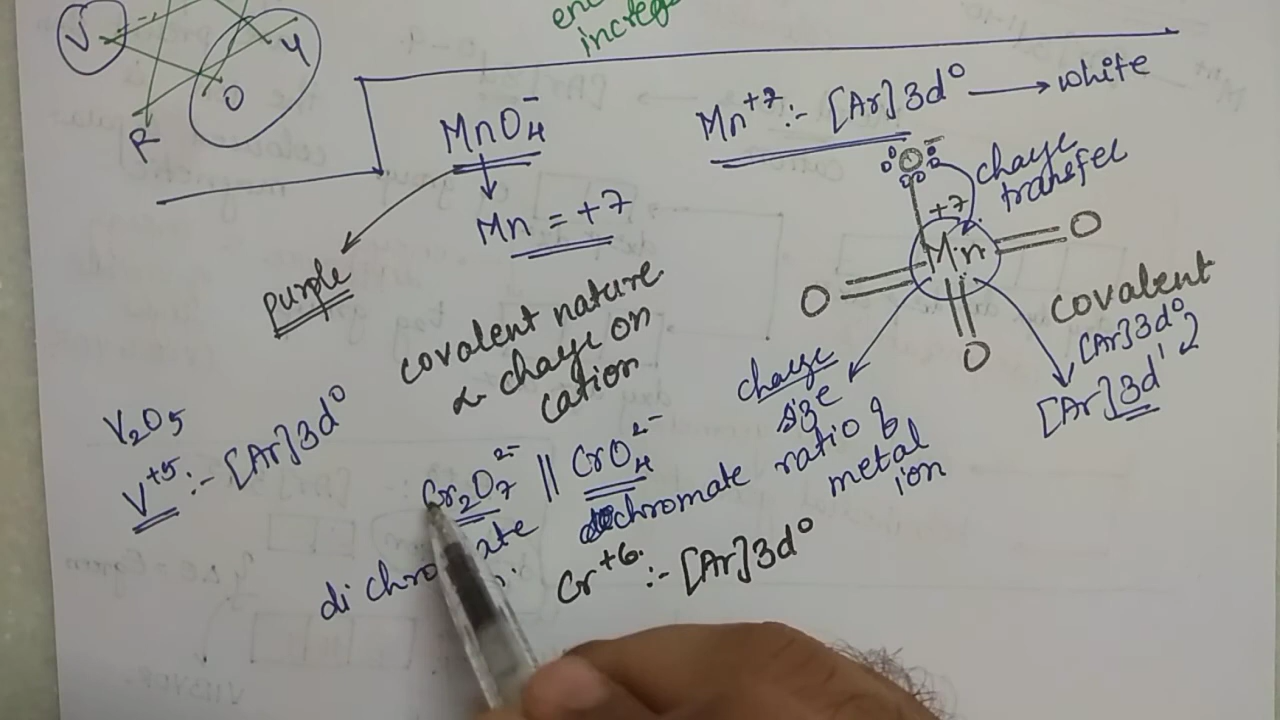 enc
increge
V
Y
O
R
MnO₄⁻
Mn = +7
purple
Mn⁺⁷:- [Ar]3d⁰ → white
O⁻
charge
transfer
+7
Mn
O
O
O
covalent
[Ar]3d⁰
[Ar]3d¹
covalent nature
α charge on
cation
charge
size
ratio of
metal
ion
V₂O₅
V⁺⁵:- [Ar]3d⁰
Cr₂O₇²⁻ || CrO₄²⁻
chromate
Cr⁺⁶:- [Ar]3d⁰